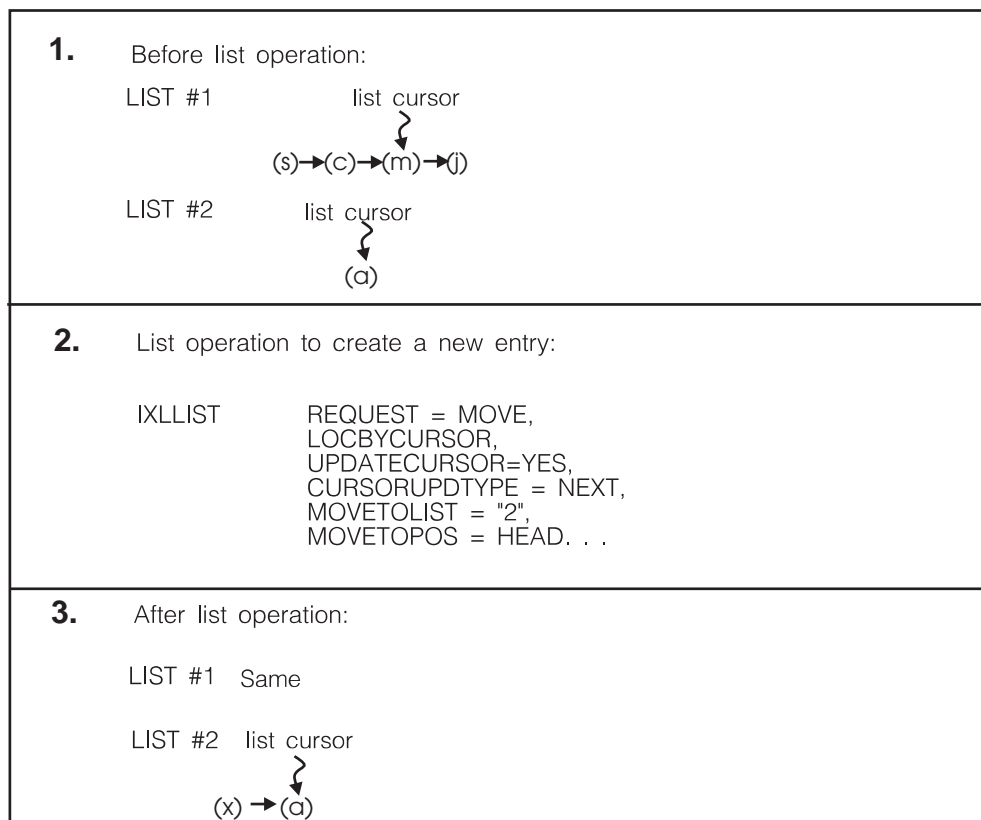 1. Before list operation:
LIST #1 list cursor
(s)→(c)→(m)→(j)
LIST #2 list cursor
(a)
2. List operation to create a new entry:
IXLLIST REQUEST = MOVE,
LOCBYCURSOR,
UPDATECURSOR=YES,
CURSORUPDTYPE = NEXT,
MOVETOLIST = "2",
MOVETOPOS = HEAD. . .
3. After list operation:
LIST #1 Same
LIST #2 list cursor
(x) →(a)